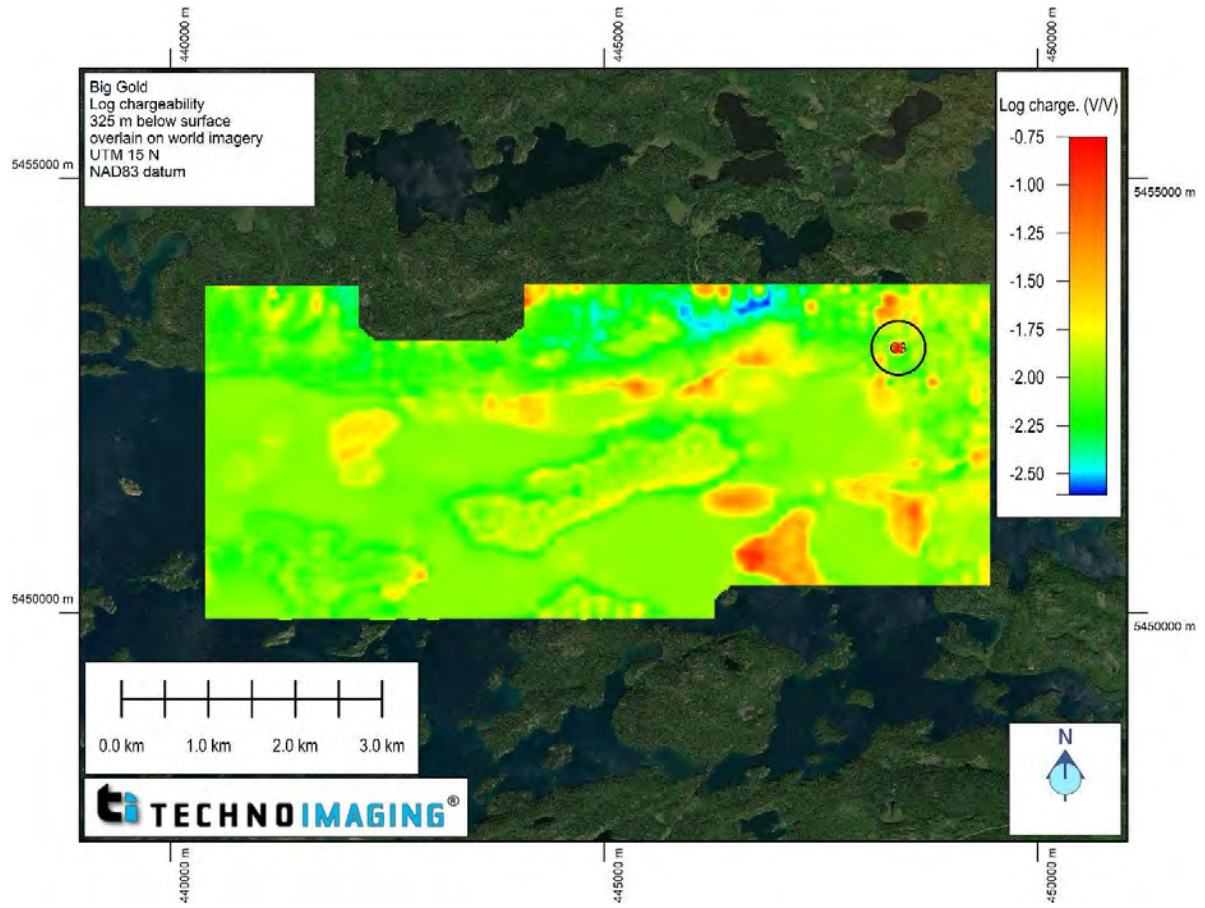 440000 m
445000 m
450000 m
Big Gold
Log chargeability
325 m below surface
overlain on world imagery
UTM 15 N
NAD83 datum
Log charge. (V/V)
-0.75
-1.00
-1.25
-1.50
-1.75
-2.00
-2.25
-2.50
5455000 m
5455000 m
5450000 m
5450000 m
0.0 km 1.0 km 2.0 km 3.0 km
N
ti TECHNOIMAGING®
440000 m
445000 m
450000 m